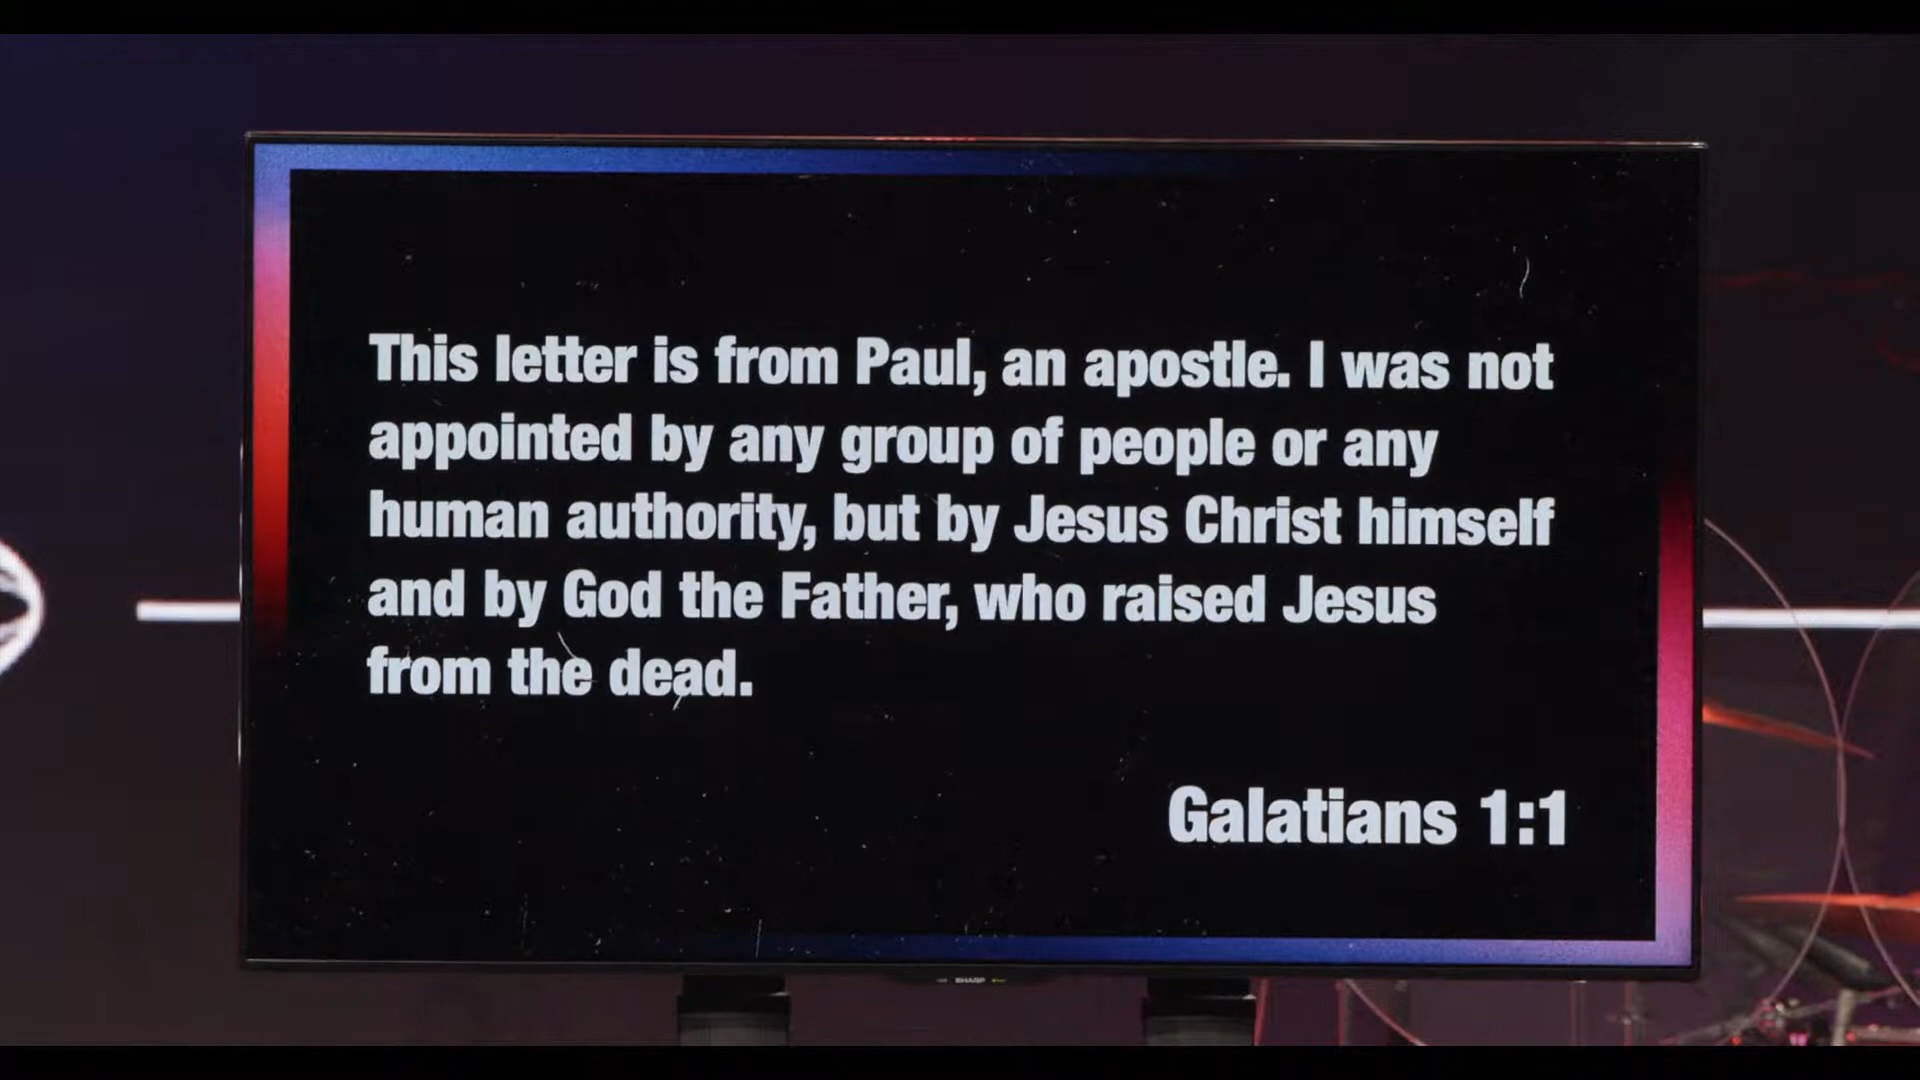 This letter is from Paul, an apostle. I was not
appointed by any group of people or any
human authority, but by Jesus Christ himself
and by God the Father, who raised Jesus
from the dead.
Galatians 1:1
SHARP